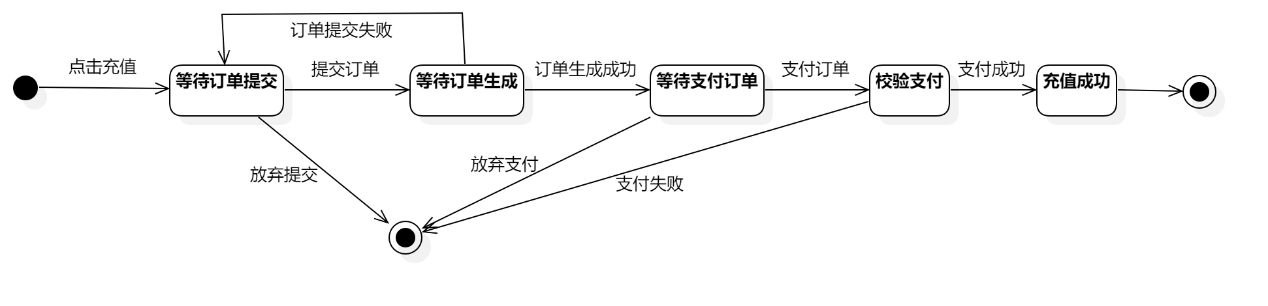 订单提交失败
点击充值
等待订单提交
提交订单
等待订单生成
订单生成成功
等待支付订单
支付订单
校验支付
支付成功
充值成功
放弃提交
放弃支付
支付失败